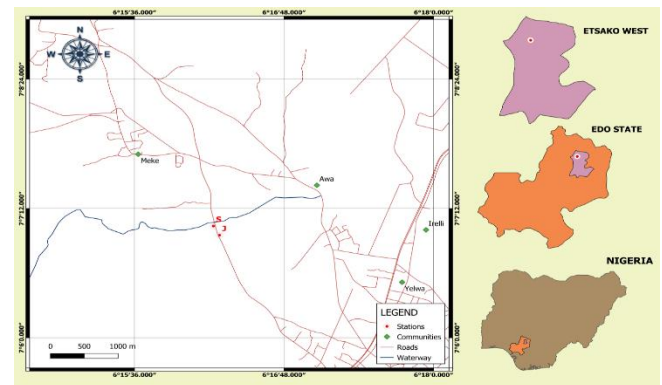 6°15'36.000"
6°16'48.000"
6°18'0.000"
N
W E
S
7°8'24.000"
7°8'24.000"
Meke
Awa
7°7'12.000"
7°7'12.000"
S
J
Irelli
Yelwa
LEGEND
Stations
Communities
Roads
Waterway
0 500 1000 m
7°6'0.000"
7°6'0.000"
6°15'36.000"
6°16'48.000"
6°18'0.000"
ETSAKO WEST
EDO STATE
NIGERIA